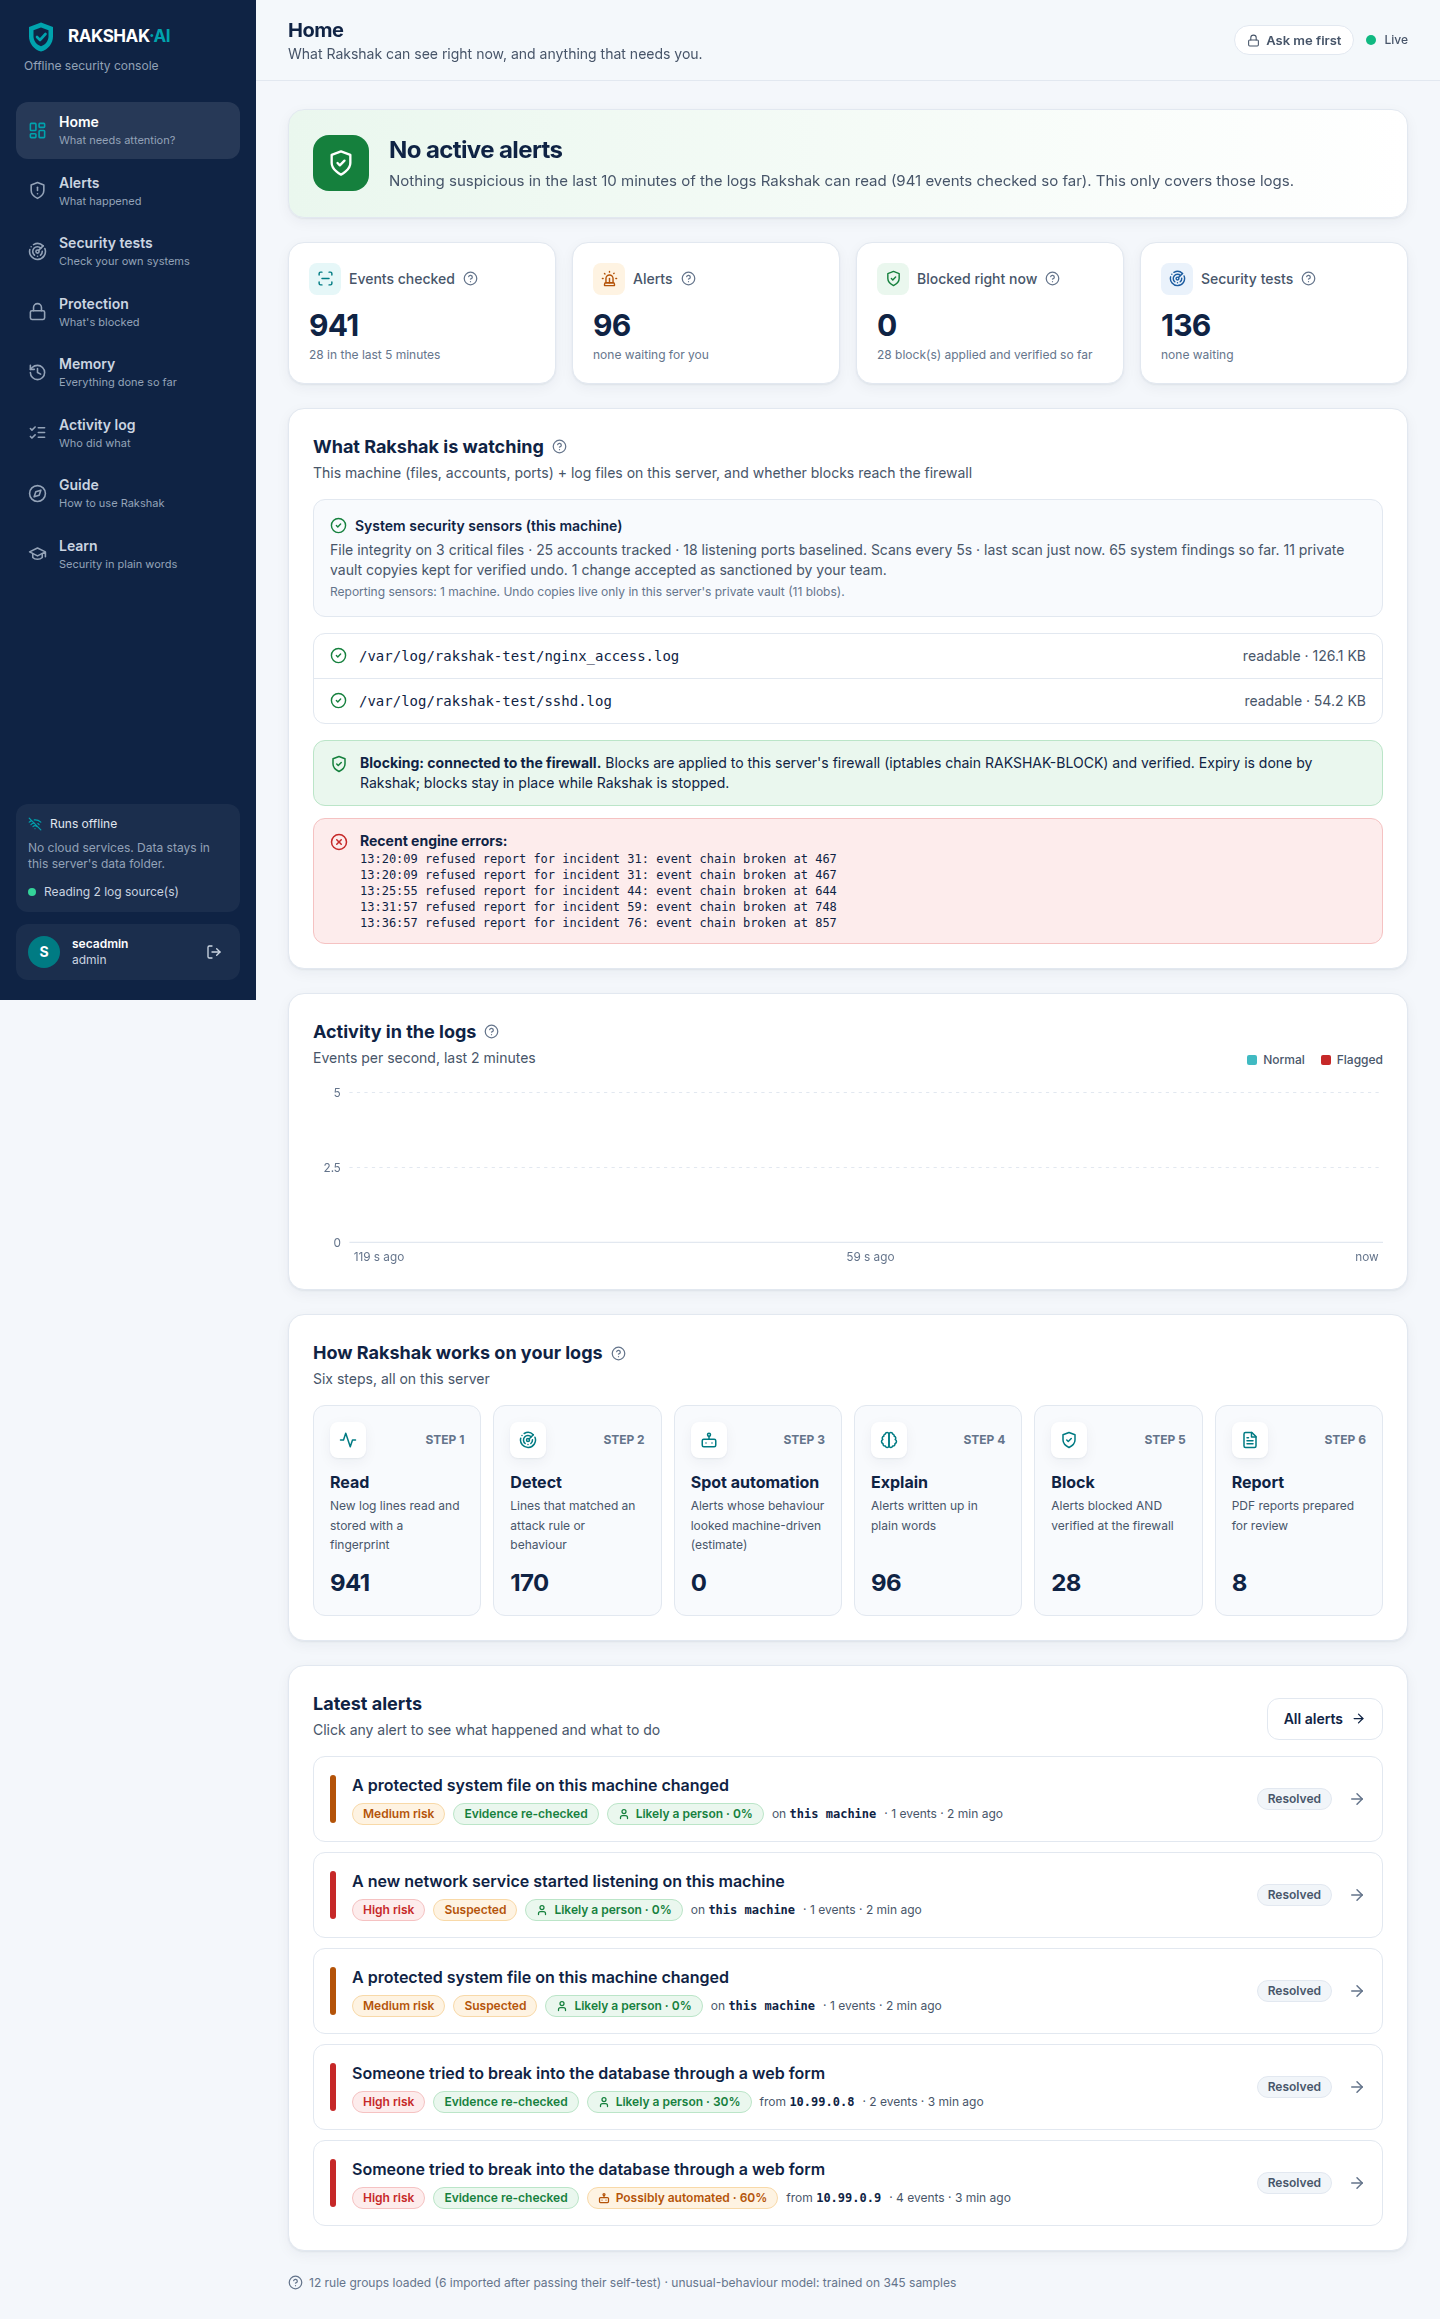 RAKSHAK·AI
Offline security console
Home
What needs attention?
Alerts
What happened
Security tests
Check your own systems
Protection
What's blocked
Memory
Everything done so far
Activity log
Who did what
Guide
How to use Rakshak
Learn
Security in plain words
Runs offline
No cloud services. Data stays in
this server's data folder.
Reading 2 log source(s)
S
secadmin
admin
Home
What Rakshak can see right now, and anything that needs you.
Ask me first
Live
No active alerts
Nothing suspicious in the last 10 minutes of the logs Rakshak can read (941 events checked so far). This only covers those logs.
Events checked
941
28 in the last 5 minutes
Alerts
96
none waiting for you
Blocked right now
0
28 block(s) applied and verified so far
Security tests
136
none waiting
What Rakshak is watching
This machine (files, accounts, ports) + log files on this server, and whether blocks reach the firewall
System security sensors (this machine)
File integrity on 3 critical files · 25 accounts tracked · 18 listening ports baselined. Scans every 5s · last scan just now. 65 system findings so far. 11 private
vault copyies kept for verified undo. 1 change accepted as sanctioned by your team.
Reporting sensors: 1 machine. Undo copies live only in this server's private vault (11 blobs).
/var/log/rakshak-test/nginx_access.log
readable · 126.1 KB
/var/log/rakshak-test/sshd.log
readable · 54.2 KB
Blocking: connected to the firewall. Blocks are applied to this server's firewall (iptables chain RAKSHAK-BLOCK) and verified. Expiry is done by
Rakshak; blocks stay in place while Rakshak is stopped.
Recent engine errors:
13:20:09 refused report for incident 31: event chain broken at 467
13:20:09 refused report for incident 31: event chain broken at 467
13:25:55 refused report for incident 44: event chain broken at 644
13:31:57 refused report for incident 59: event chain broken at 748
13:36:57 refused report for incident 76: event chain broken at 857
Activity in the logs
Events per second, last 2 minutes
Normal
Flagged
5
2.5
0
119 s ago
59 s ago
now
How Rakshak works on your logs
Six steps, all on this server
STEP 1
Read
New log lines read and
stored with a
fingerprint
941
STEP 2
Detect
Lines that matched an
attack rule or
behaviour
170
STEP 3
Spot automation
Alerts whose behaviour
looked machine-driven
(estimate)
0
STEP 4
Explain
Alerts written up in
plain words
96
STEP 5
Block
Alerts blocked AND
verified at the firewall
28
STEP 6
Report
PDF reports prepared
for review
8
Latest alerts
Click any alert to see what happened and what to do
All alerts
A protected system file on this machine changed
Medium risk Evidence re-checked Likely a person · 0% on this machine · 1 events · 2 min ago
Resolved
A new network service started listening on this machine
High risk Suspected Likely a person · 0% on this machine · 1 events · 2 min ago
Resolved
A protected system file on this machine changed
Medium risk Suspected Likely a person · 0% on this machine · 1 events · 2 min ago
Resolved
Someone tried to break into the database through a web form
High risk Evidence re-checked Likely a person · 30% from 10.99.0.8 · 2 events · 3 min ago
Resolved
Someone tried to break into the database through a web form
High risk Evidence re-checked Possibly automated · 60% from 10.99.0.9 · 4 events · 3 min ago
Resolved
12 rule groups loaded (6 imported after passing their self-test) · unusual-behaviour model: trained on 345 samples